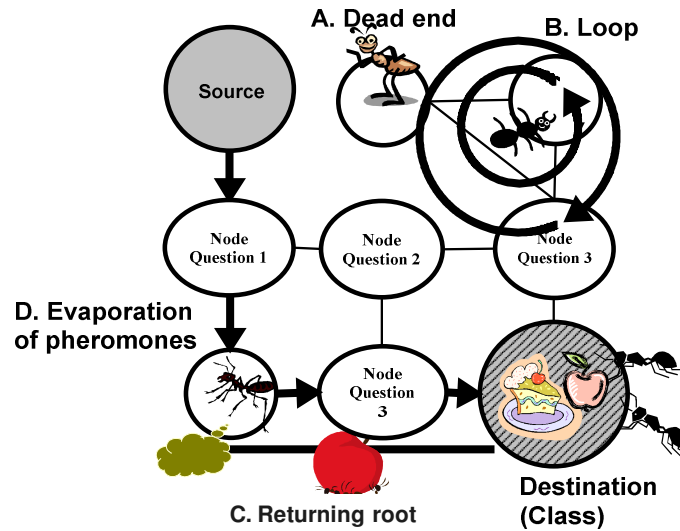 A. Dead end
B. Loop
Source
Node
Question 1
Node
Question 2
Node
Question 3
D. Evaporation
of pheromones
Node
Question
3
Destination
(Class)
C. Returning root